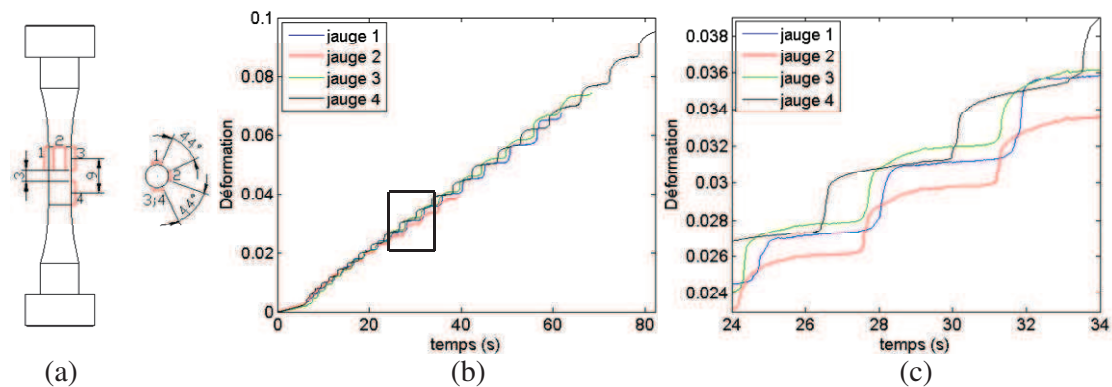 1
2
3
4
3
9
1
2
3;4
44°
44°
(a)
jauge 1
jauge 2
jauge 3
jauge 4
Déformation
0.1
0.08
0.06
0.04
0.02
0
0 20 40 60 80
temps (s)
(b)
jauge 1
jauge 2
jauge 3
jauge 4
Déformation
0.038
0.036
0.034
0.032
0.03
0.028
0.026
0.024
24 26 28 30 32 34
temps (s)
(c)